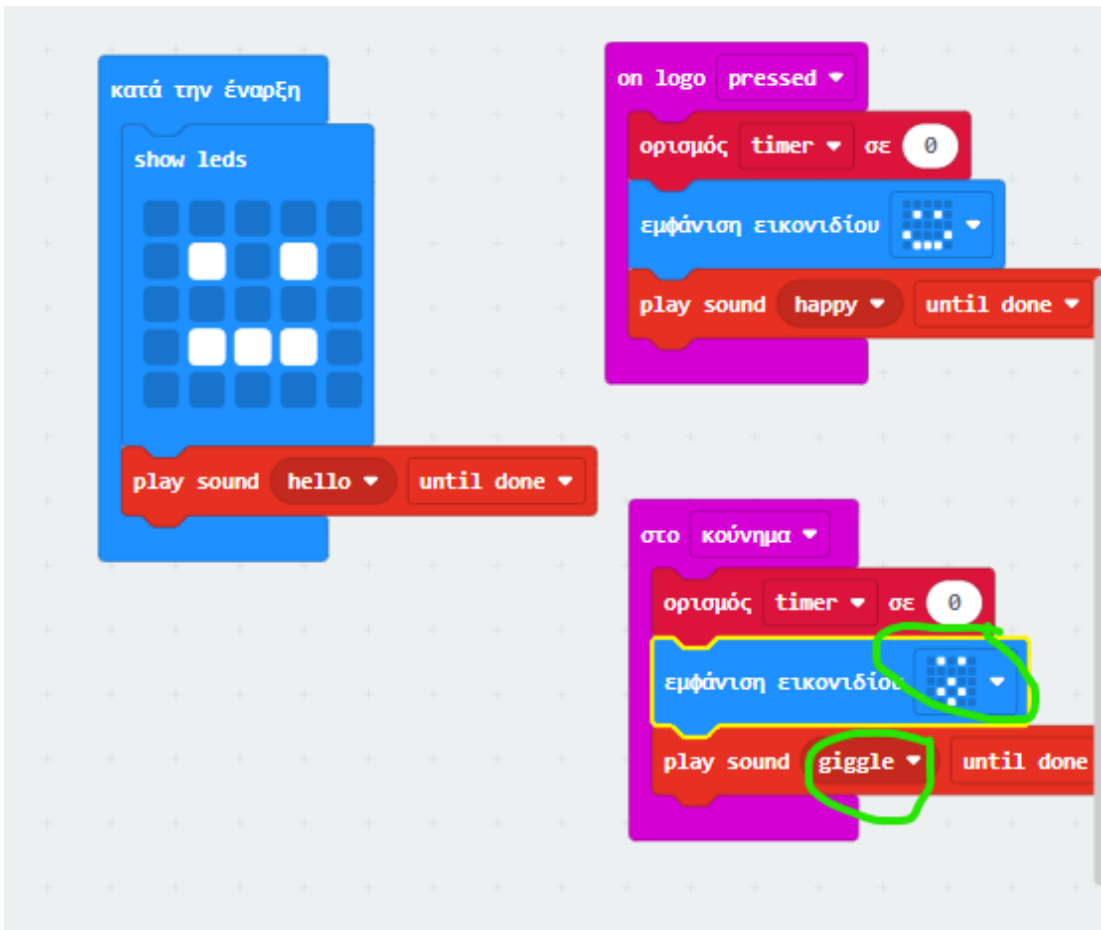 κατά την έναρξη
show leds
play sound hello until done
on logo pressed
ορισμός timer σε 0
εμφάνιση εικονιδίου
play sound happy until done
στο κούνημα
ορισμός timer σε 0
εμφάνιση εικονιδίου
play sound giggle until done